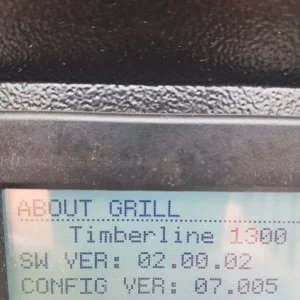 ABOUT GRILL
Timberline 1300
SW VER: 02.00.02
CONFIG VER: 07.005